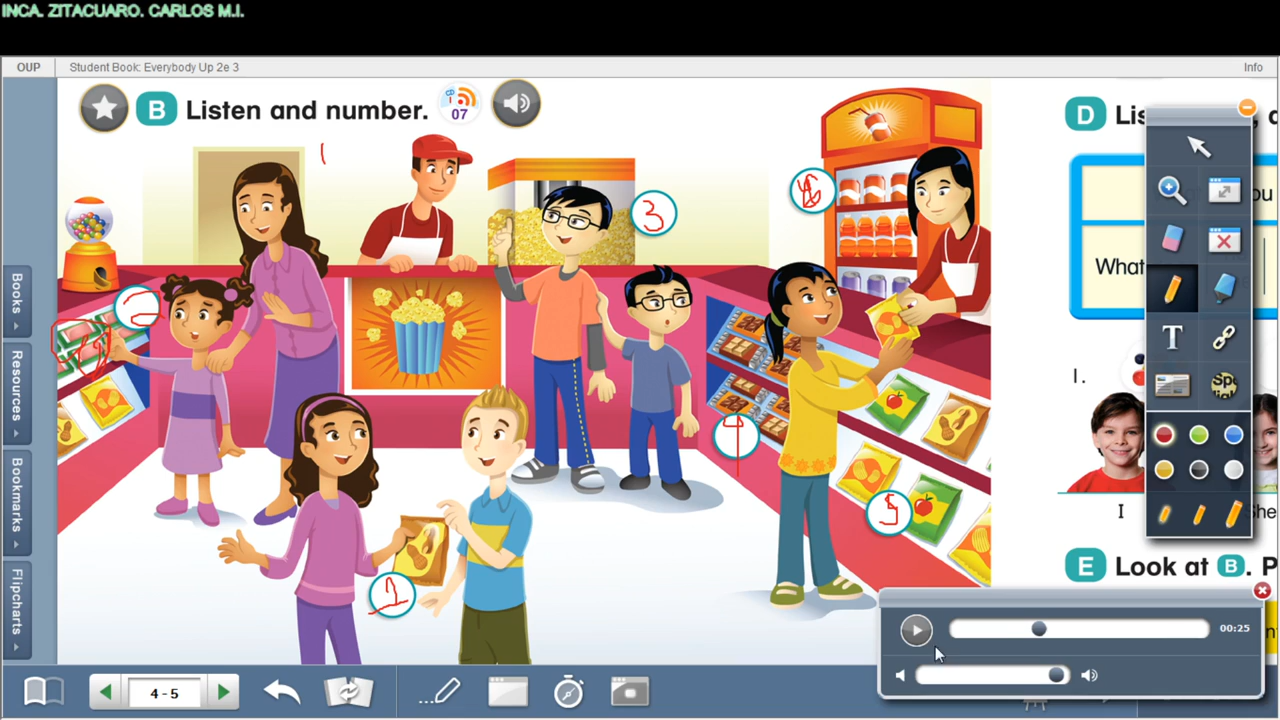 INCA. ZITACUARO. CARLOS M.I.
OUP Student Book: Everybody Up 2e 3 Info
B Listen and number. 07
D
What
1.
I
E Look at B. P
3
2
4
5
1
Books
Resources
Bookmarks
Flipcharts
T
00:25
4 - 5